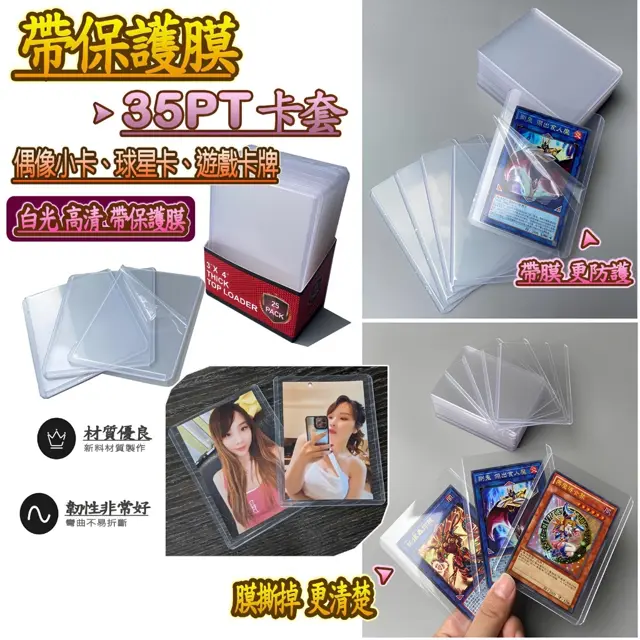 帶保護膜
35PT 卡套
偶像小卡、球星卡、遊戲卡牌
白光 高清 帶保護膜
3"X 4"
THICK
TOP LOADER
25
PACK
帶膜 更防護
材質優良
新料材質製作
韌性非常好
彎曲不易折斷
膜撕掉 更清楚